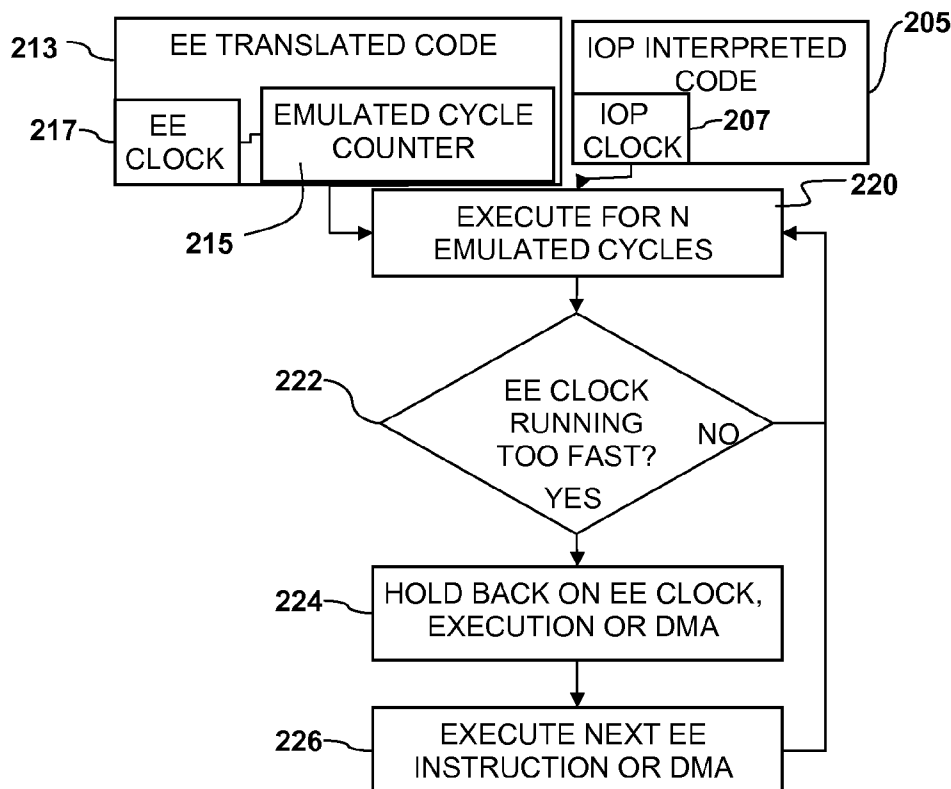 213
EE TRANSLATED CODE
217
EE
CLOCK
EMULATED CYCLE
COUNTER
215
IOP INTERPRETED
CODE
205
IOP
CLOCK
207
220
EXECUTE FOR N
EMULATED CYCLES
222
EE CLOCK
RUNNING
TOO FAST?
NO
YES
224
HOLD BACK ON EE CLOCK,
EXECUTION OR DMA
226
EXECUTE NEXT EE
INSTRUCTION OR DMA